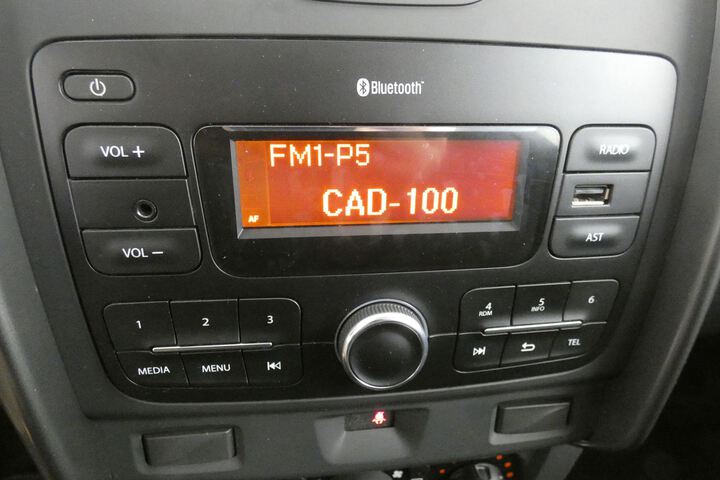 Bluetooth™
VOL +
FM1-P5
RADIO
CAD-100
AF
VOL –
AST
1
2
3
4
RDM
5
INFO
6
MEDIA
MENU
TEL